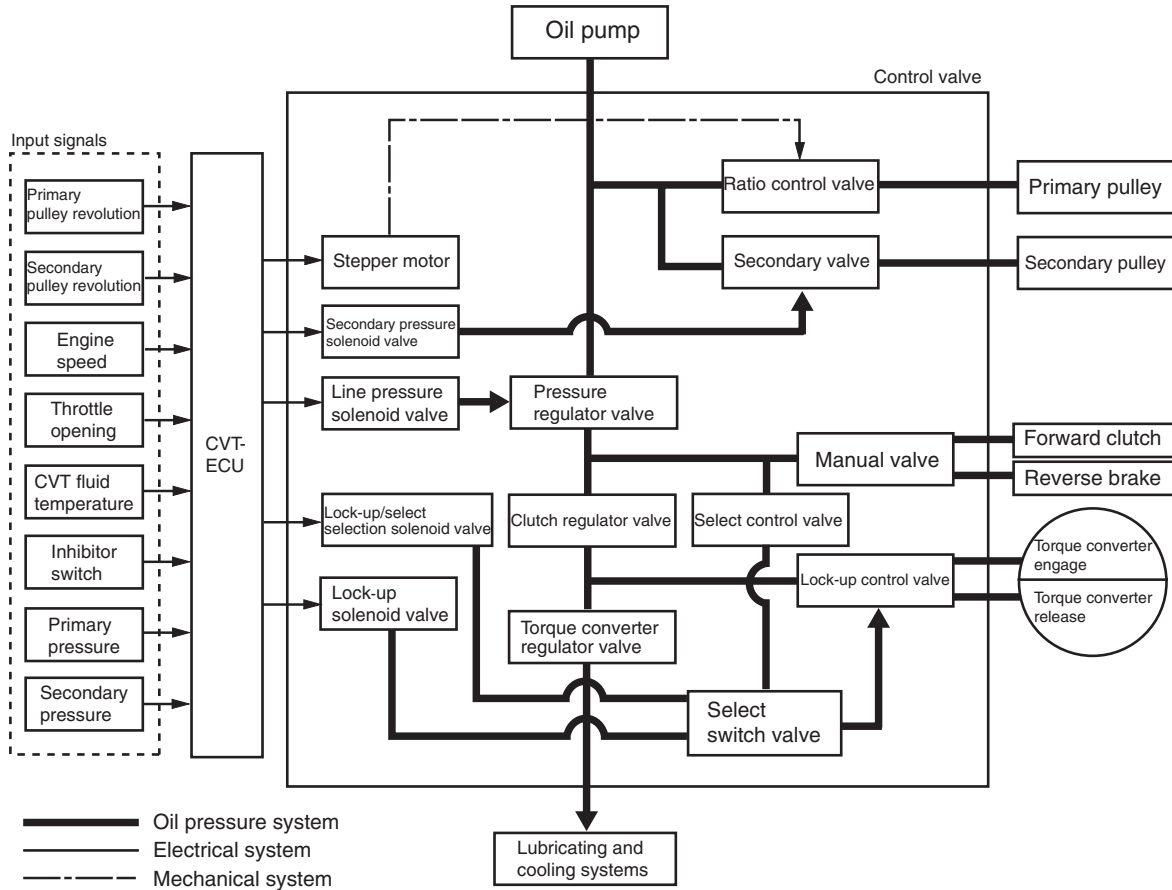 Oil pump
Control valve
Input signals
Primary
pulley revolution
Secondary
pulley revolution
Engine
speed
Throttle
opening
CVT fluid
temperature
Inhibitor
switch
Primary
pressure
Secondary
pressure
CVT-
ECU
Stepper motor
Secondary pressure
solenoid valve
Line pressure
solenoid valve
Lock-up/select
selection solenoid valve
Lock-up
solenoid valve
Pressure
regulator valve
Clutch regulator valve
Torque converter
regulator valve
Ratio control valve
Secondary valve
Manual valve
Select control valve
Lock-up control valve
Select
switch valve
Primary pulley
Secondary pulley
Forward clutch
Reverse brake
Torque converter
engage
Torque converter
release
Lubricating and
cooling systems
Oil pressure system
Electrical system
Mechanical system